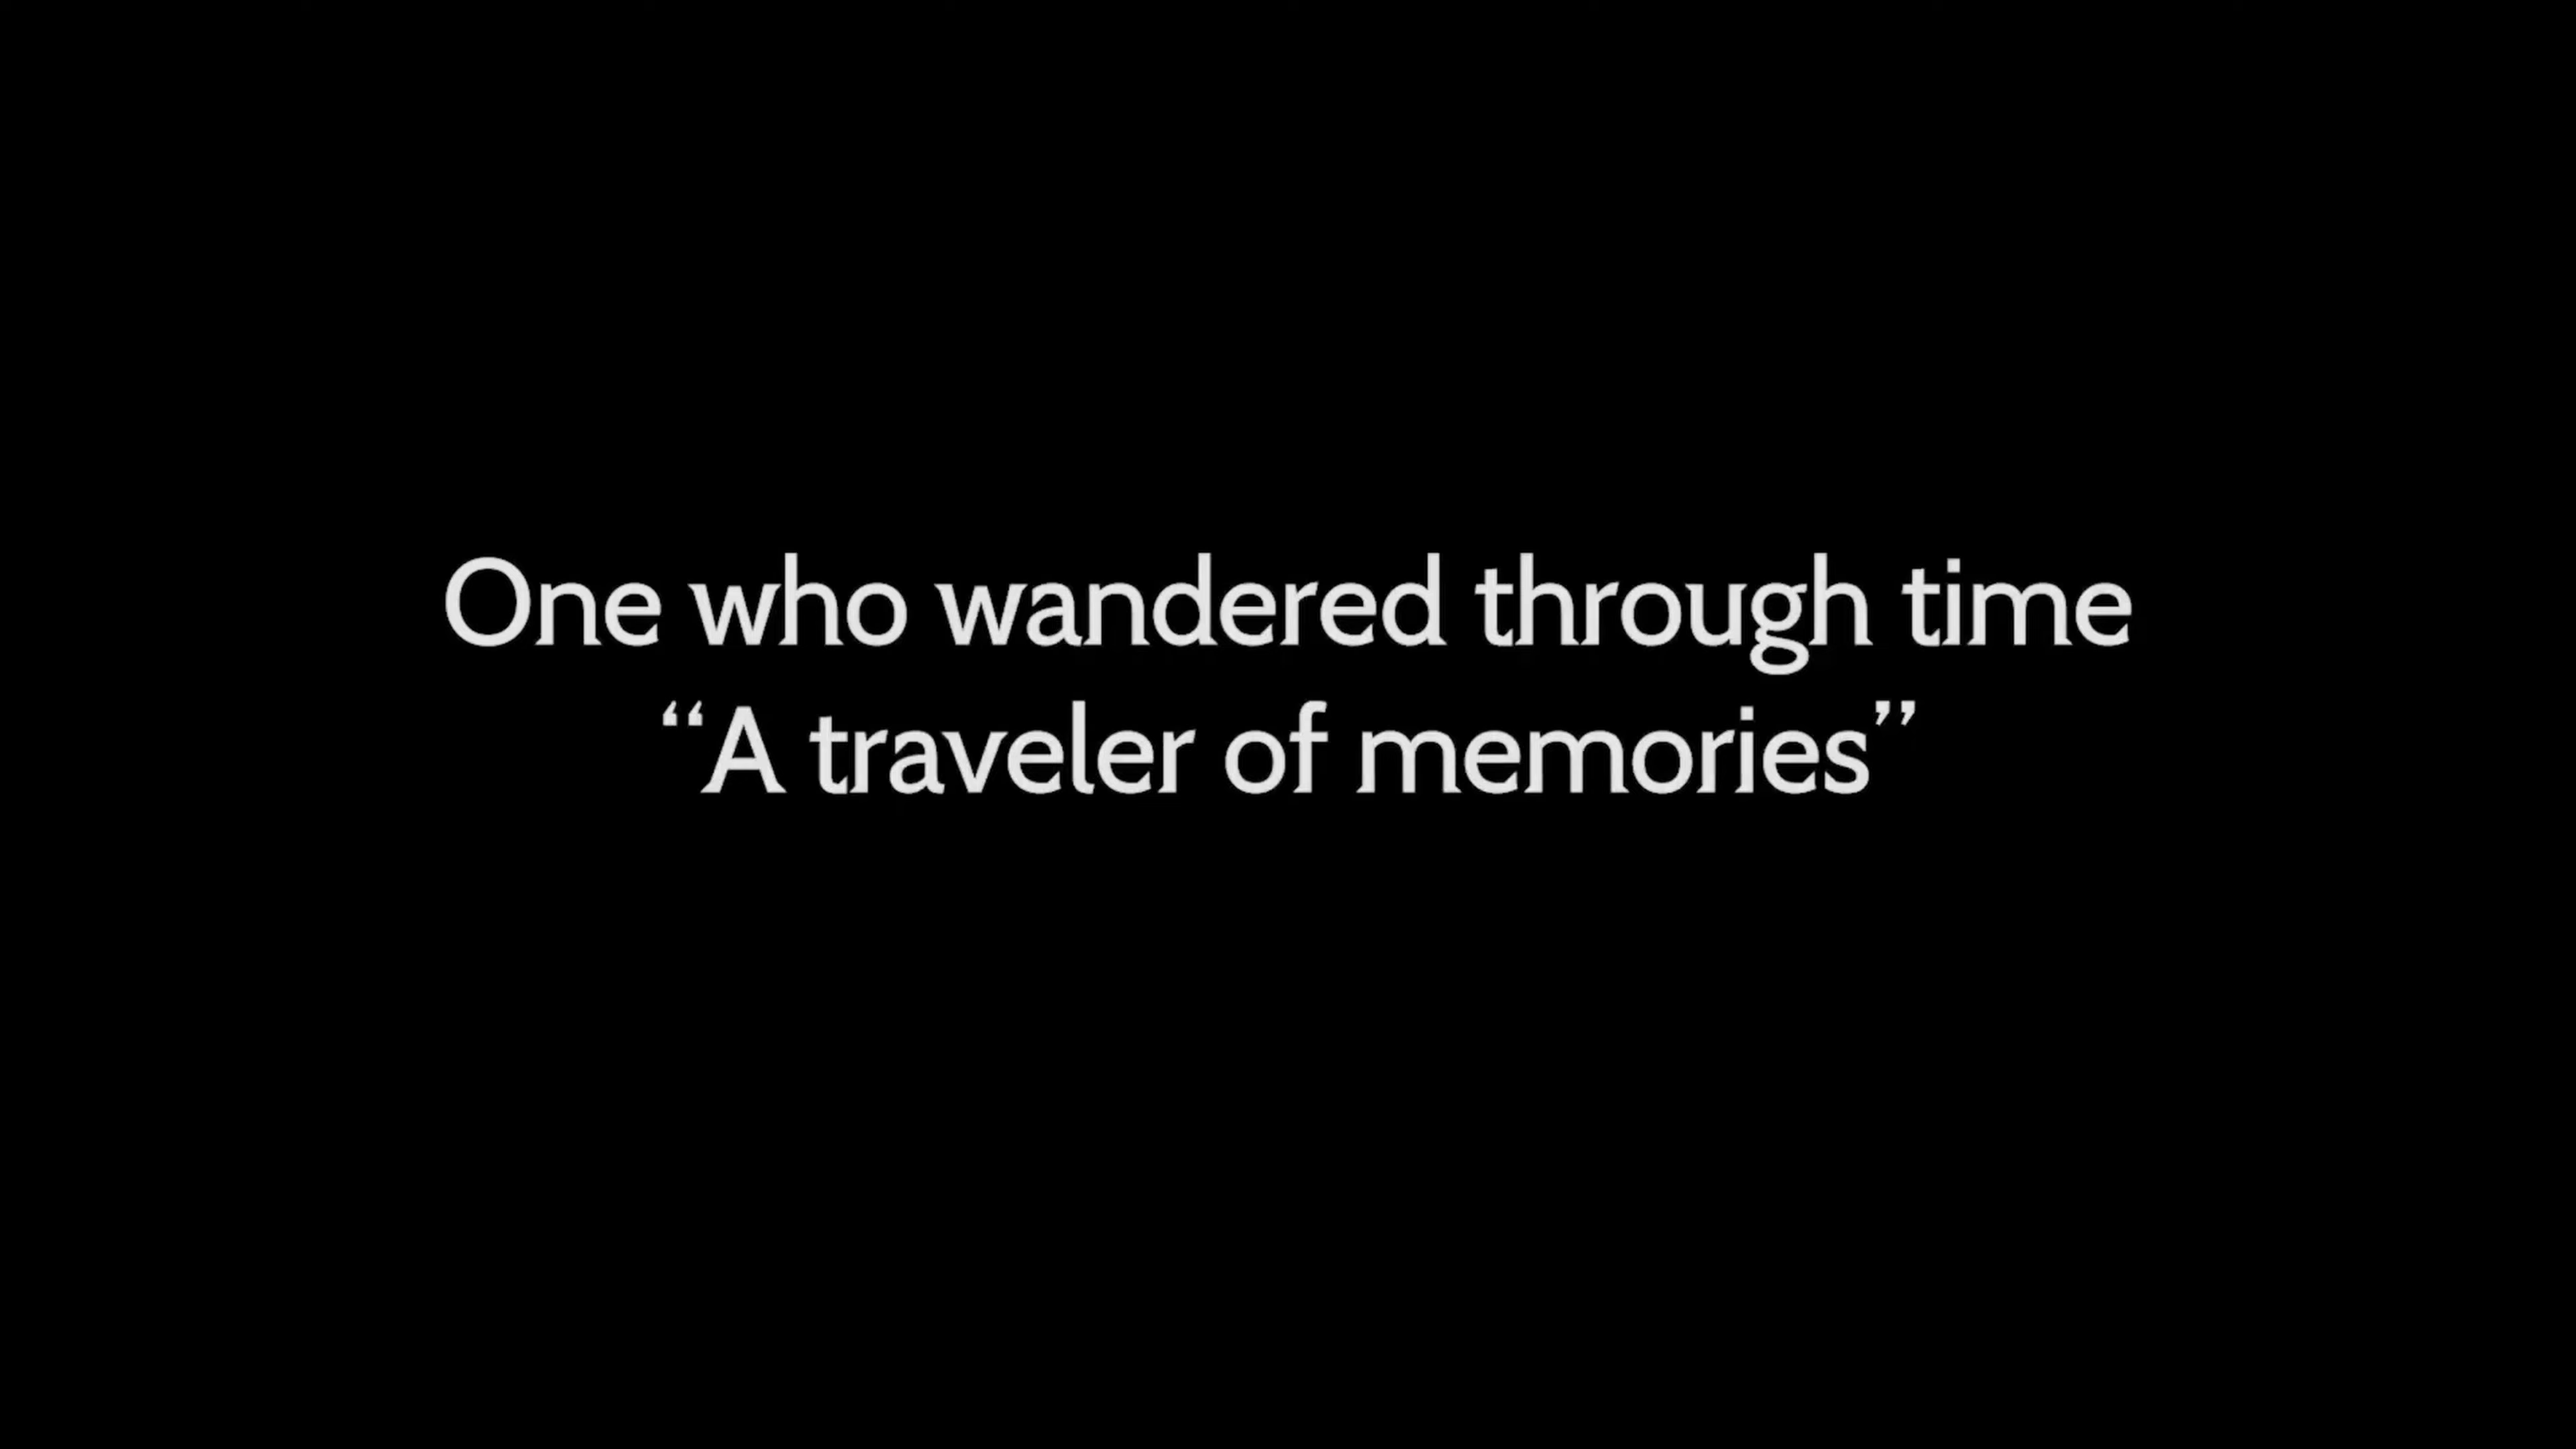 One who wandered through time
“A traveler of memories”